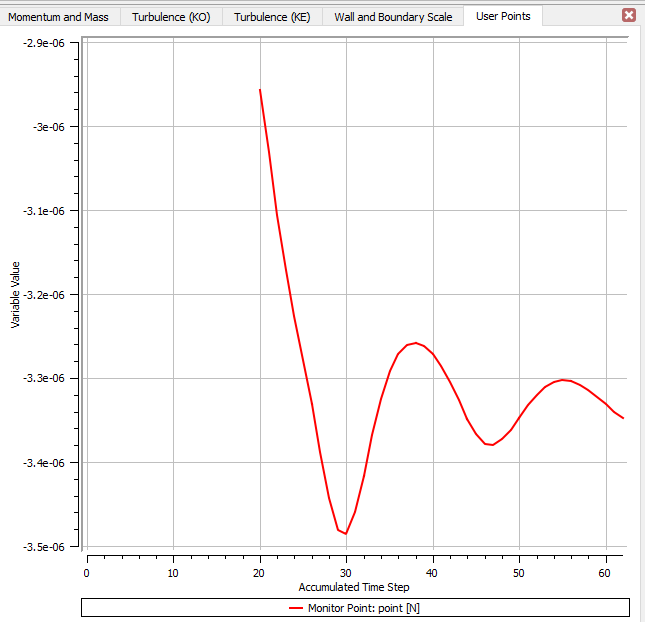 Momentum and Mass Turbulence (KO) Turbulence (KE) Wall and Boundary Scale User Points
-2.9e-06
-3e-06
-3.1e-06
-3.2e-06
-3.3e-06
-3.4e-06
-3.5e-06
Variable Value
0 10 20 30 40 50 60
Accumulated Time Step
Monitor Point: point [N]